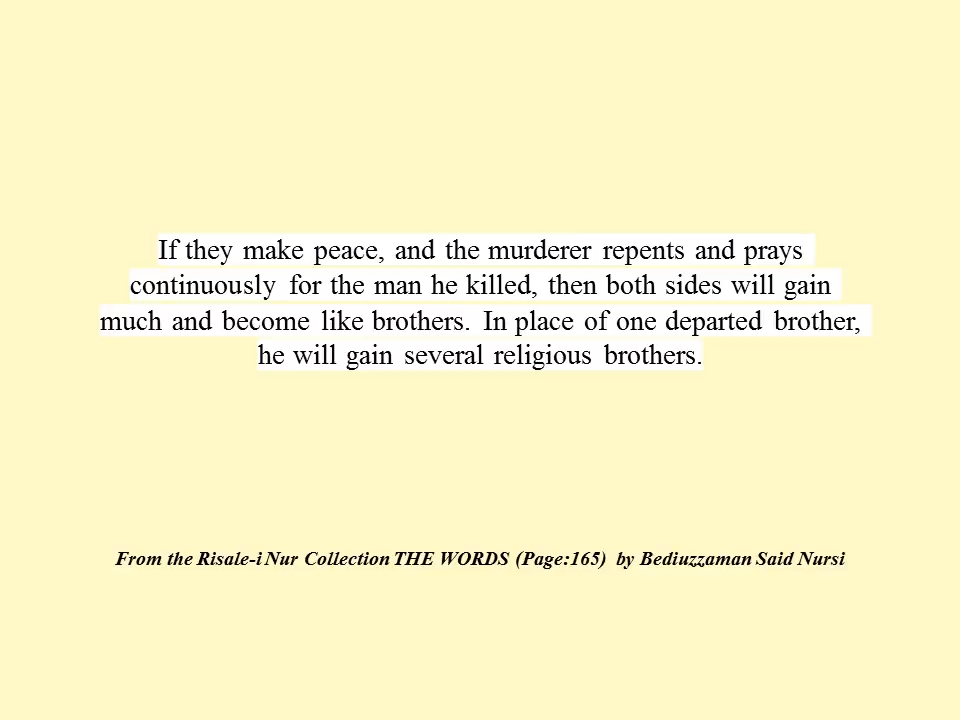 If they make peace, and the murderer repents and prays
continuously for the man he killed, then both sides will gain
much and become like brothers. In place of one departed brother,
he will gain several religious brothers.
From the Risale-i Nur Collection THE WORDS (Page:165) by Bediuzzaman Said Nursi